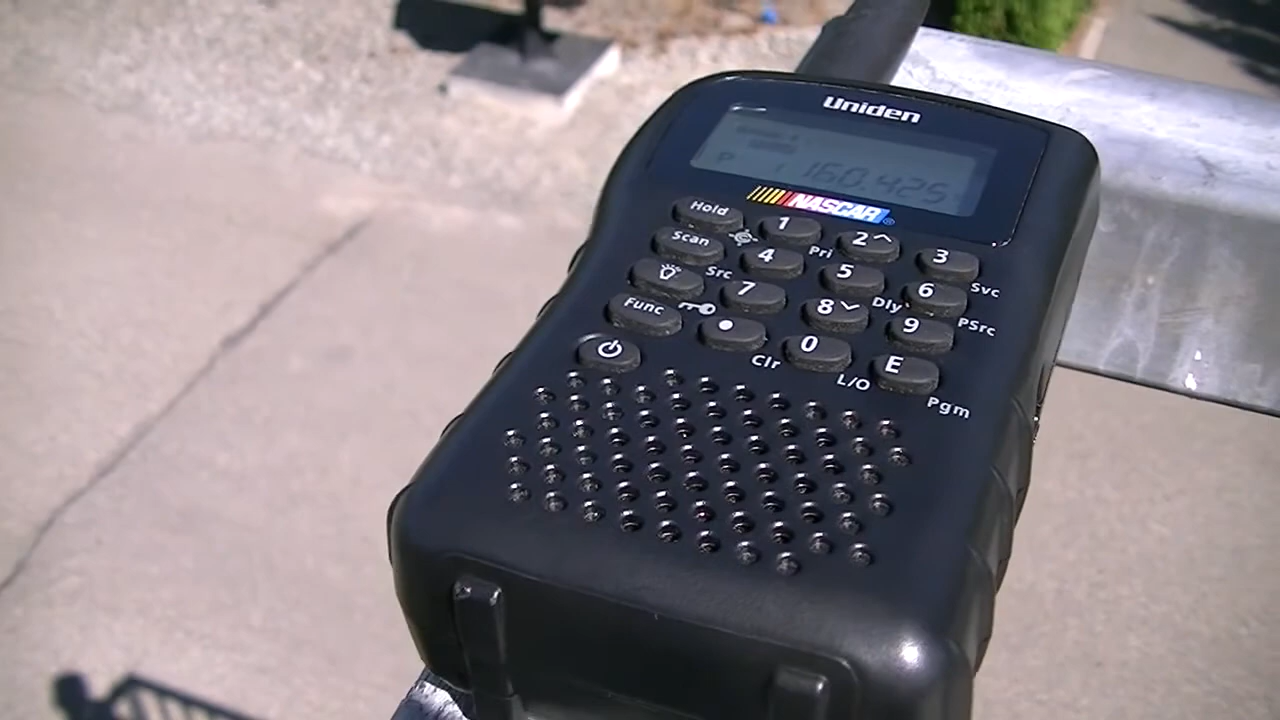 Uniden
P 160.425
NASCAR
Hold 1 2 3
Pri Svc
Scan 4 5 6
Src Dly PSrc
7 8 9
Func • 0 E
Clr L/O Pgm